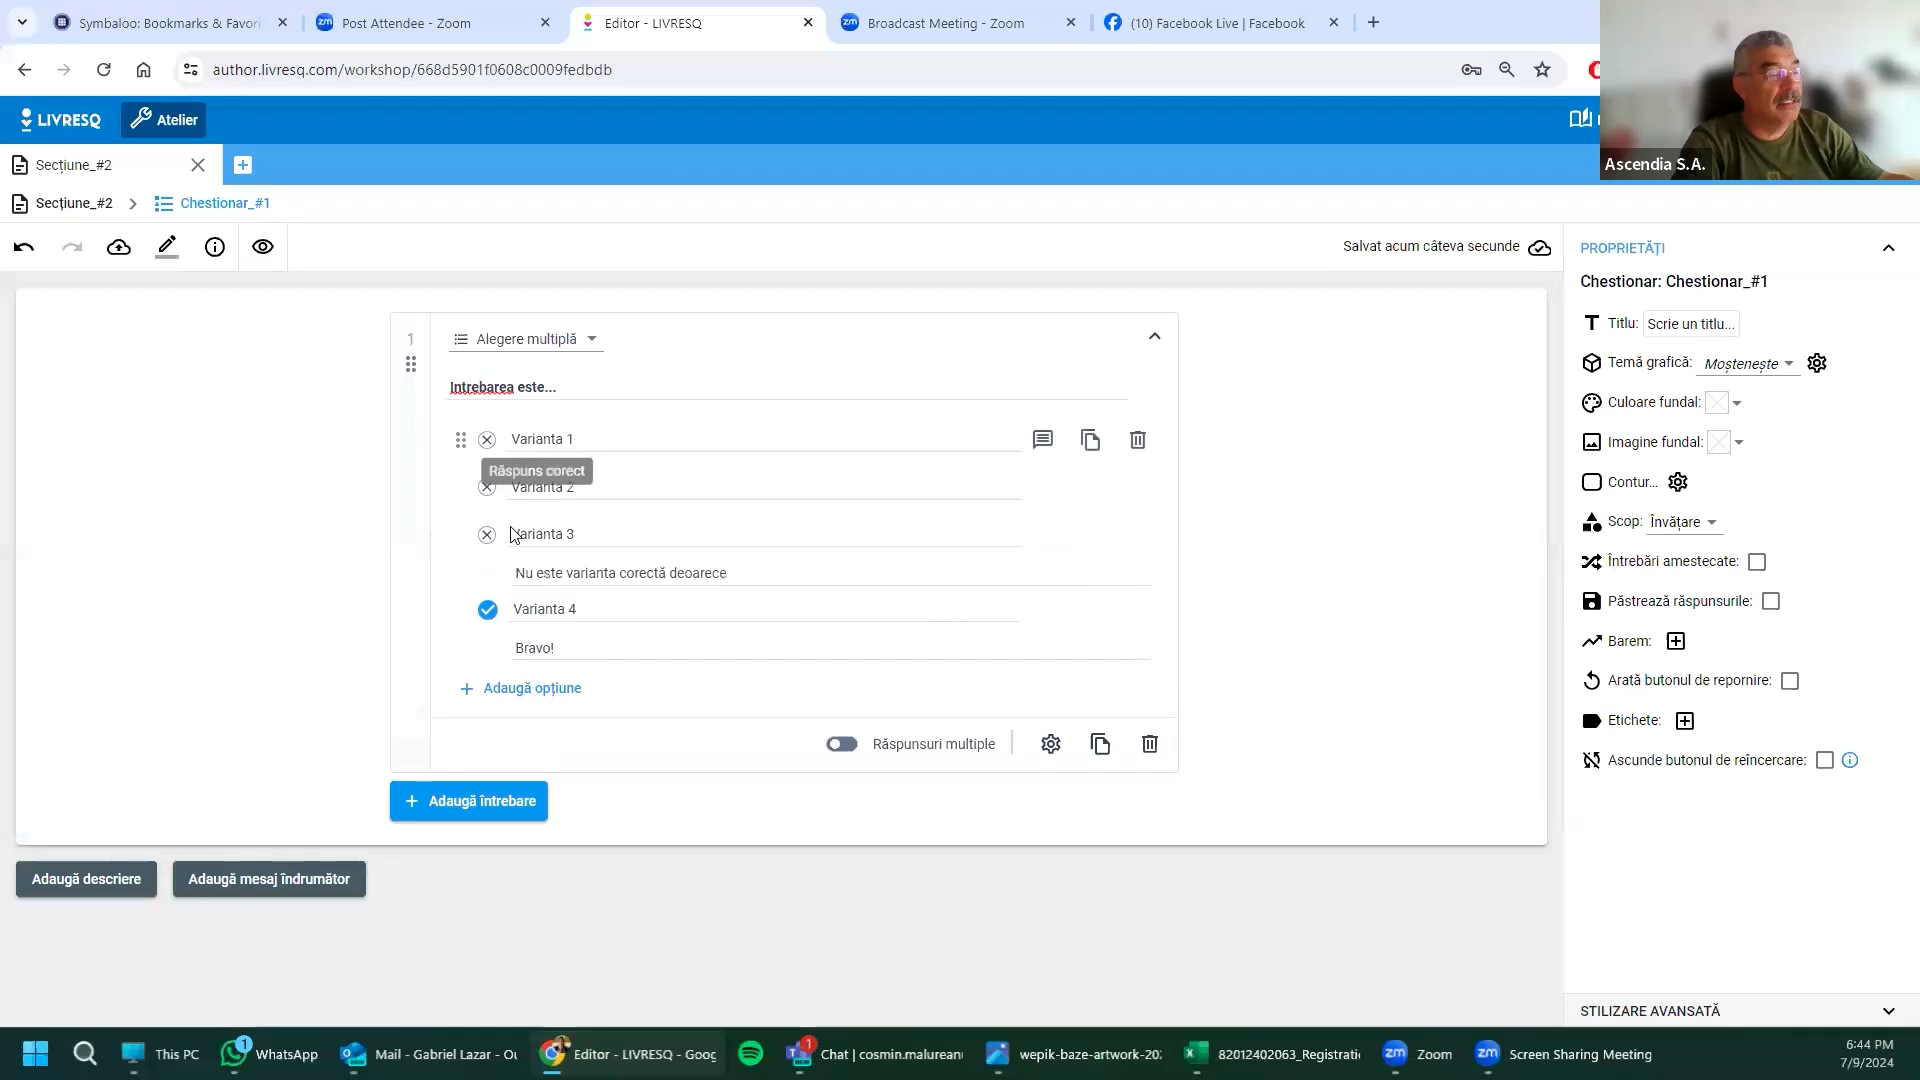 Symbaloo: Bookmarks & Favori
Post Attendee - Zoom
Editor - LIVRESQ
Broadcast Meeting - Zoom
(10) Facebook Live | Facebook
author.livresq.com/workshop/668d5901f0608c0009fedbdb
LIVRESQ
Atelier
Ascendia S.A.
Secțiune_#2
Secțiune_#2
Chestionar_#1
Salvat acum câteva secunde
PROPRIETĂȚI
Chestionar: Chestionar_#1
Titlu: Scrie un titlu...
Temă grafică: Moștenește
Culoare fundal:
Imagine fundal:
Contur...
Scop: Învățare
Întrebări amestecate:
Păstrează răspunsurile:
Barem:
Arată butonul de repornire:
Etichete:
Ascunde butonul de reîncercare:
STILIZARE AVANSATĂ
1
Alegere multiplă
Intrebarea este...
Varianta 1
Răspuns corect
Varianta 2
Varianta 3
Nu este varianta corectă deoarece
Varianta 4
Bravo!
Adaugă opțiune
Răspunsuri multiple
Adaugă întrebare
Adaugă descriere
Adaugă mesaj îndrumător
This PC
1
WhatsApp
Mail - Gabriel Lazar - Ou
Editor - LIVRESQ - Goog
1
Chat | cosmin.malurean
wepik-baze-artwork-202
82012402063_Registrati
Zoom
Screen Sharing Meeting
6:44 PM
7/9/2024